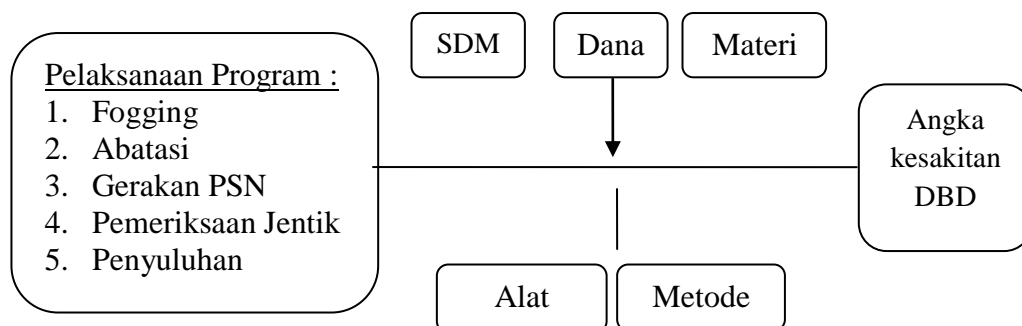 SDM
Dana
Materi
Pelaksanaan Program :
1. Fogging
2. Abatasi
3. Gerakan PSN
4. Pemeriksaan Jentik
5. Penyuluhan
Angka
kesakitan
DBD
Alat
Metode